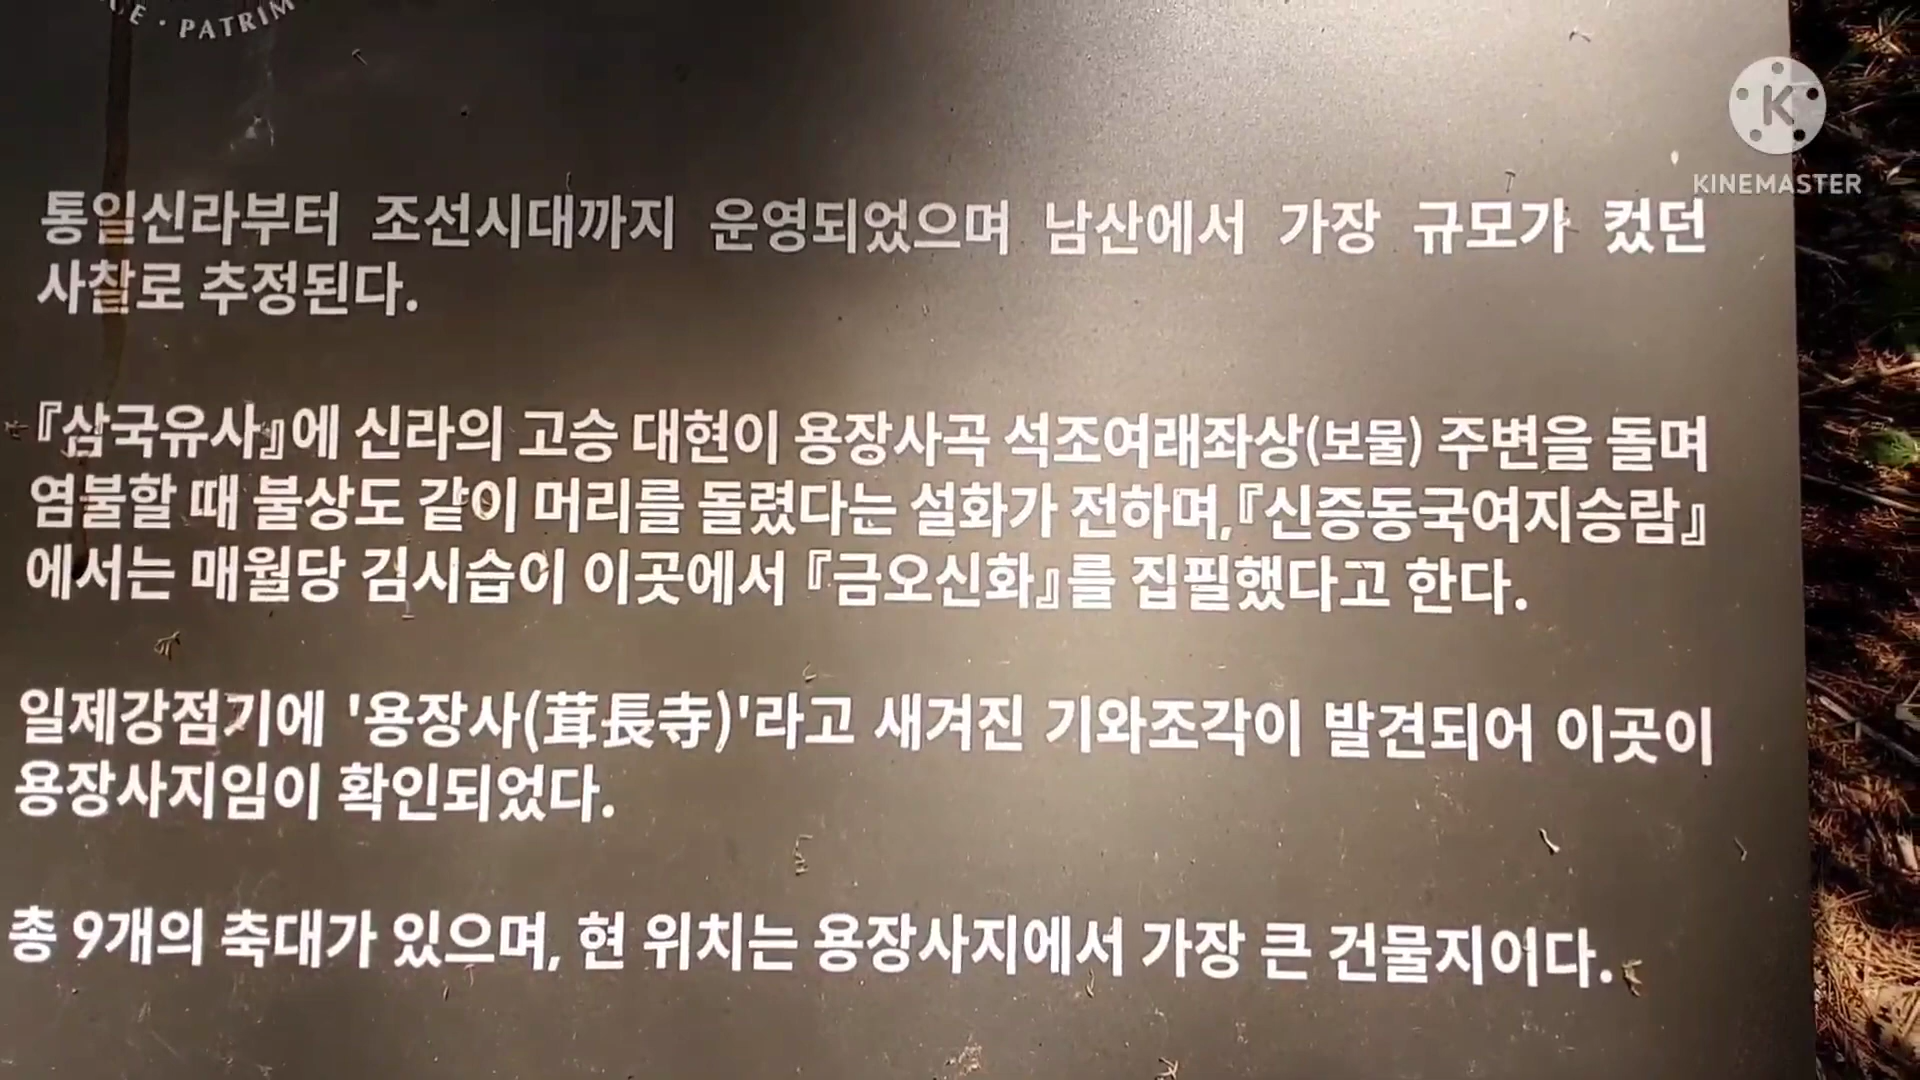 · PATRIM
KINEMASTER
통일신라부터 조선시대까지 운영되었으며 남산에서 가장 규모가 컸던
사찰로 추정된다.
『삼국유사』에 신라의 고승 대현이 용장사곡 석조여래좌상(보물) 주변을 돌며
염불할 때 불상도 같이 머리를 돌렸다는 설화가 전하며,『신증동국여지승람』
에서는 매월당 김시습이 이곳에서 『금오신화』를 집필했다고 한다.
일제강점기에 '용장사(茸長寺)'라고 새겨진 기와조각이 발견되어 이곳이
용장사지임이 확인되었다.
총 9개의 축대가 있으며, 현 위치는 용장사지에서 가장 큰 건물지이다.